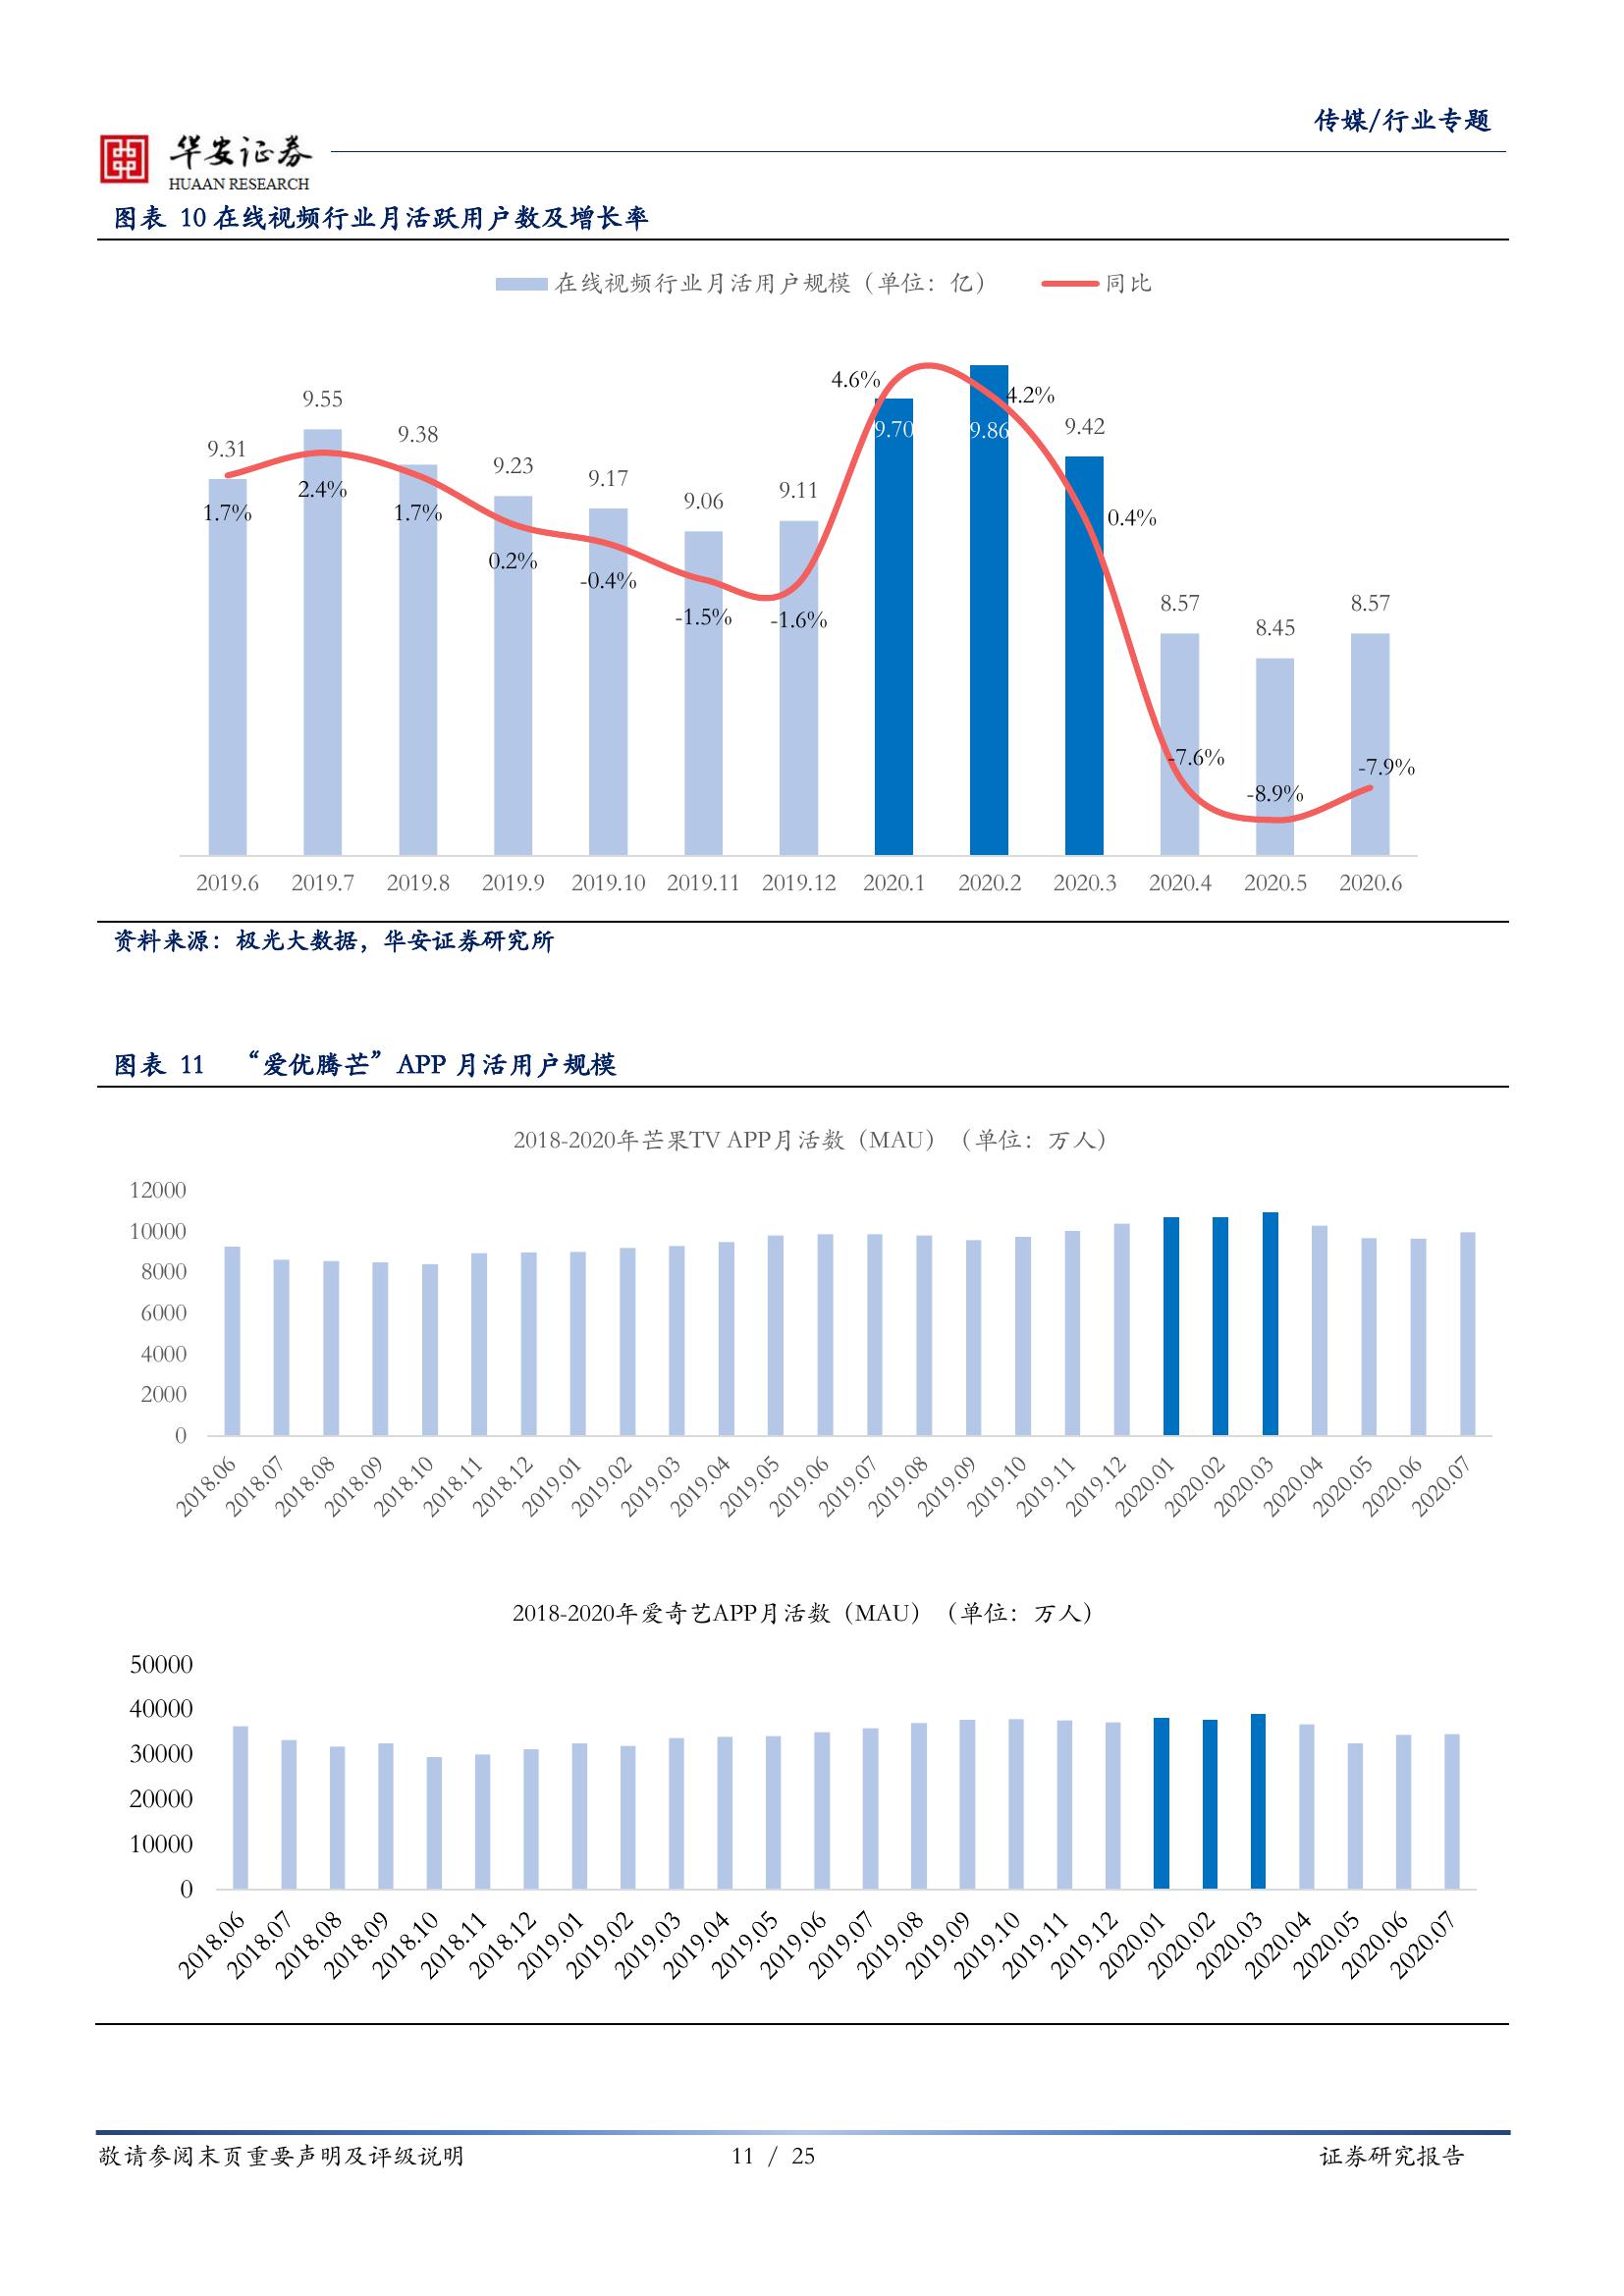 传媒/行业专题
华安证券
HUAAN RESEARCH
图表 10 在线视频行业月活跃用户数及增长率
在线视频行业月活用户规模（单位：亿） 同比
9.31 9.55 9.38 9.23 9.17 9.06 9.11 9.70 9.86 9.42 8.57 8.45 8.57
1.7% 2.4% 1.7% 0.2% -0.4% -1.5% -1.6% 4.6% 4.2% 0.4% -7.6% -8.9% -7.9%
2019.6 2019.7 2019.8 2019.9 2019.10 2019.11 2019.12 2020.1 2020.2 2020.3 2020.4 2020.5 2020.6
资料来源：极光大数据，华安证券研究所
图表 11 “爱优腾芒”APP 月活用户规模
2018-2020年芒果TV APP月活数（MAU）（单位：万人）
12000
10000
8000
6000
4000
2000
0
2018.06 2018.07 2018.08 2018.09 2018.10 2018.11 2018.12 2019.01 2019.02 2019.03 2019.04 2019.05 2019.06 2019.07 2019.08 2019.09 2019.10 2019.11 2019.12 2020.01 2020.02 2020.03 2020.04 2020.05 2020.06 2020.07
2018-2020年爱奇艺APP月活数（MAU）（单位：万人）
50000
40000
30000
20000
10000
0
2018.06 2018.07 2018.08 2018.09 2018.10 2018.11 2018.12 2019.01 2019.02 2019.03 2019.04 2019.05 2019.06 2019.07 2019.08 2019.09 2019.10 2019.11 2019.12 2020.01 2020.02 2020.03 2020.04 2020.05 2020.06 2020.07
敬请参阅末页重要声明及评级说明 11 / 25 证券研究报告